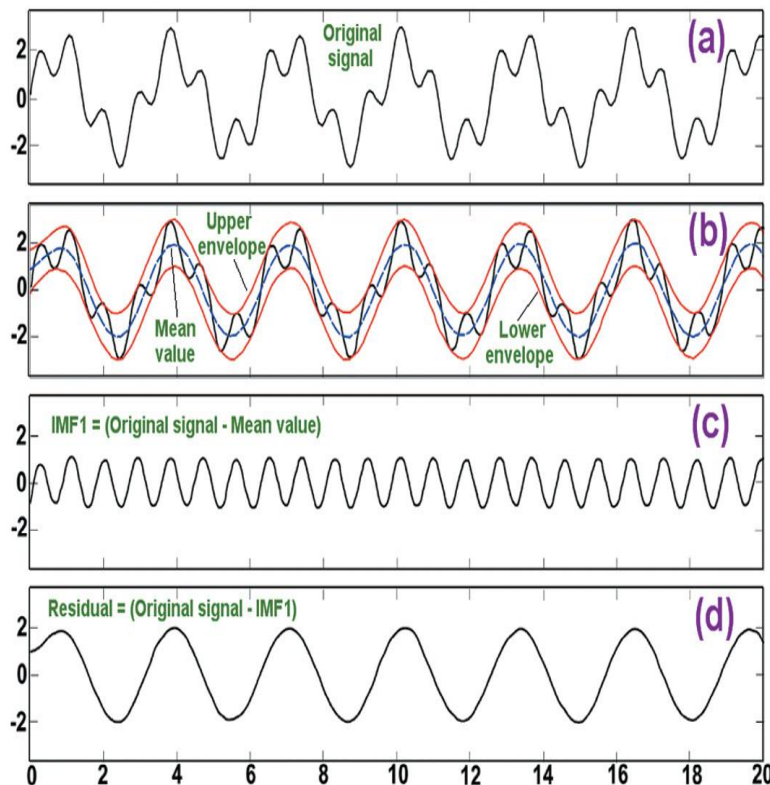 2
0
-2
Original
signal
(a)
2
0
-2
Upper
envelope
Mean
value
Lower
envelope
(b)
2
0
-2
IMF1 = (Original signal - Mean value)
(c)
2
0
-2
Residual = (Original signal - IMF1)
(d)
0 2 4 6 8 10 12 14 16 18 20